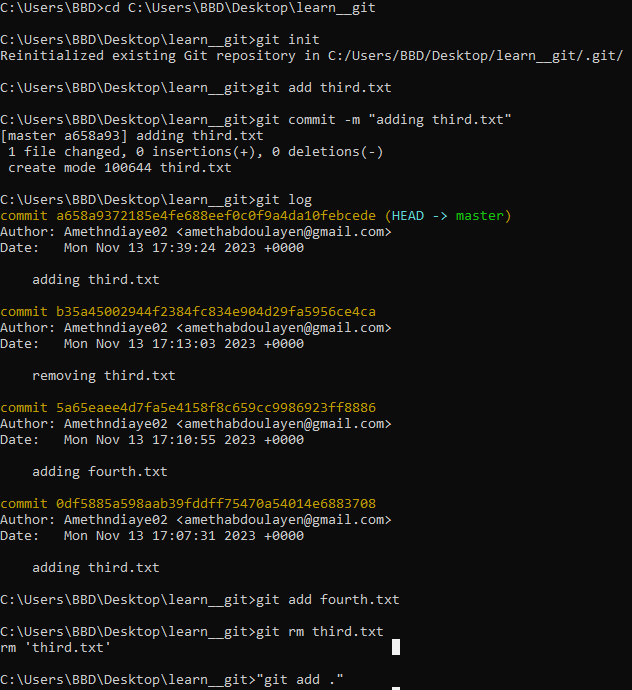 C:\Users\BBD>cd C:\Users\BBD\Desktop\learn__git
C:\Users\BBD\Desktop\learn__git>git init
Reinitialized existing Git repository in C:/Users/BBD/Desktop/learn__git/.git/
C:\Users\BBD\Desktop\learn__git>git add third.txt
C:\Users\BBD\Desktop\learn__git>git commit -m "adding third.txt"
[master a658a93] adding third.txt
 1 file changed, 0 insertions(+), 0 deletions(-)
 create mode 100644 third.txt
C:\Users\BBD\Desktop\learn__git>git log
commit a658a9372185e4fe688eef0c0f9a4da10febcede (HEAD -> master)
Author: Amethndiaye02 <amethabdoulayen@gmail.com>
Date:   Mon Nov 13 17:39:24 2023 +0000
    adding third.txt
commit b35a45002944f2384fc834e904d29fa5956ce4ca
Author: Amethndiaye02 <amethabdoulayen@gmail.com>
Date:   Mon Nov 13 17:13:03 2023 +0000
    removing third.txt
commit 5a65eaee4d7fa5e4158f8c659cc9986923ff8886
Author: Amethndiaye02 <amethabdoulayen@gmail.com>
Date:   Mon Nov 13 17:10:55 2023 +0000
    adding fourth.txt
commit 0df5885a598aab39fddff75470a54014e6883708
Author: Amethndiaye02 <amethabdoulayen@gmail.com>
Date:   Mon Nov 13 17:07:31 2023 +0000
    adding third.txt
C:\Users\BBD\Desktop\learn__git>git add fourth.txt
C:\Users\BBD\Desktop\learn__git>git rm third.txt
rm 'third.txt'
C:\Users\BBD\Desktop\learn__git>"git add ."